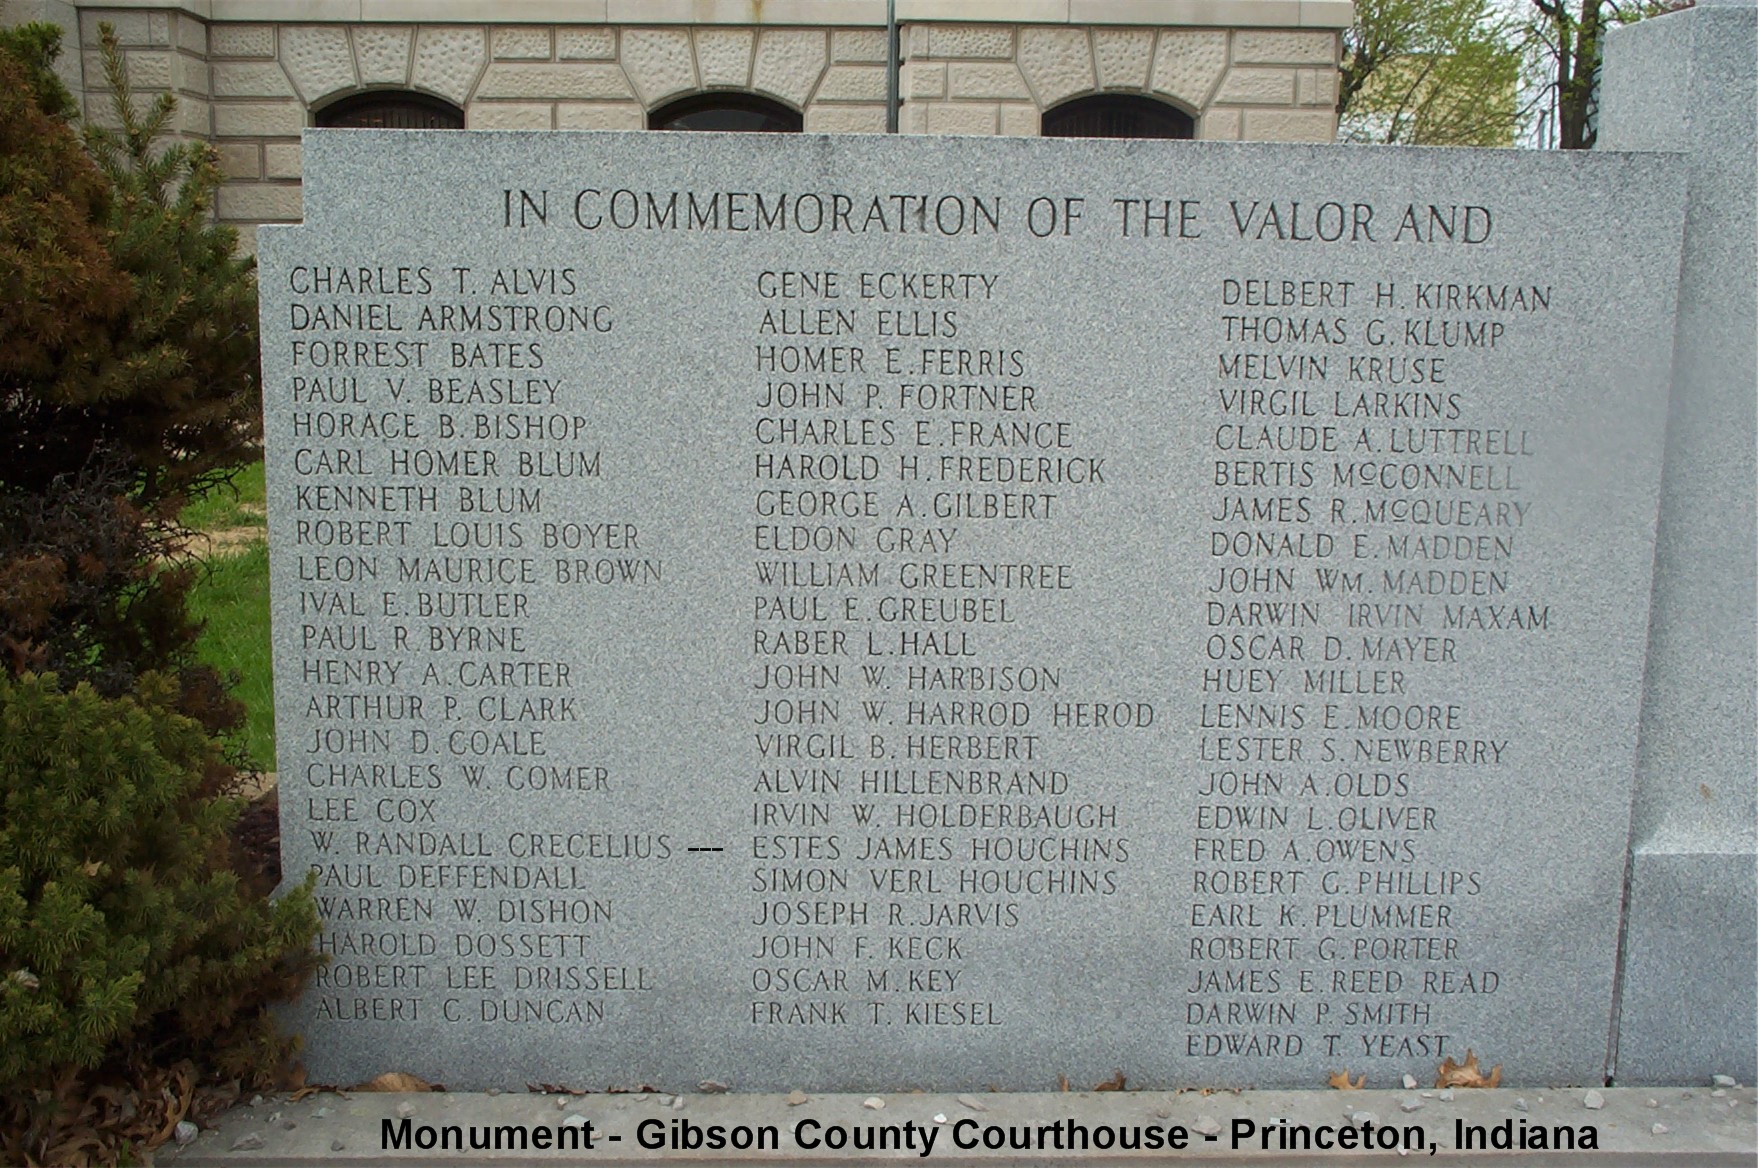 IN COMMEMORATION OF THE VALOR AND
CHARLES T. ALVIS
DANIEL ARMSTRONG
FORREST BATES
PAUL V. BEASLEY
HORACE B. BISHOP
CARL HOMER BLUM
KENNETH BLUM
ROBERT LOUIS BOYER
LEON MAURICE BROWN
IVAL E. BUTLER
PAUL R. BYRNE
HENRY A. CARTER
ARTHUR P. CLARK
JOHN D. COALE
CHARLES W. COMER
LEE COX
W. RANDALL CRECELIUS ---
PAUL DEFFENDALL
WARREN W. DISHON
HAROLD DOSSETT
ROBERT LEE DRISSELL
ALBERT C. DUNCAN
GENE ECKERTY
ALLEN ELLIS
HOMER E. FERRIS
JOHN P. FORTNER
CHARLES E. FRANCE
HAROLD H. FREDERICK
GEORGE A. GILBERT
ELDON GRAY
WILLIAM GREENTREE
PAUL E. GREUBEL
RABER L. HALL
JOHN W. HARBISON
JOHN W. HARROD HEROD
VIRGIL B. HERBERT
ALVIN HILLENBRAND
IRVIN W. HOLDERBAUGH
ESTES JAMES HOUCHINS
SIMON VERL HOUCHINS
JOSEPH R. JARVIS
JOHN F. KECK
OSCAR M. KEY
FRANK T. KIESEL
DELBERT H. KIRKMAN
THOMAS G. KLUMP
MELVIN KRUSE
VIRGIL LARKINS
CLAUDE A. LUTTRELL
BERTIS McCONNELL
JAMES R. McQUEARY
DONALD E. MADDEN
JOHN WM. MADDEN
DARWIN IRVIN MAXAM
OSCAR D. MAYER
HUEY MILLER
LENNIS E. MOORE
LESTER S. NEWBERRY
JOHN A. OLDS
EDWIN L. OLIVER
FRED A. OWENS
ROBERT G. PHILLIPS
EARL K. PLUMMER
ROBERT G. PORTER
JAMES E. REED READ
DARWIN P. SMITH
EDWARD T. YEAST
Monument - Gibson County Courthouse - Princeton, Indiana